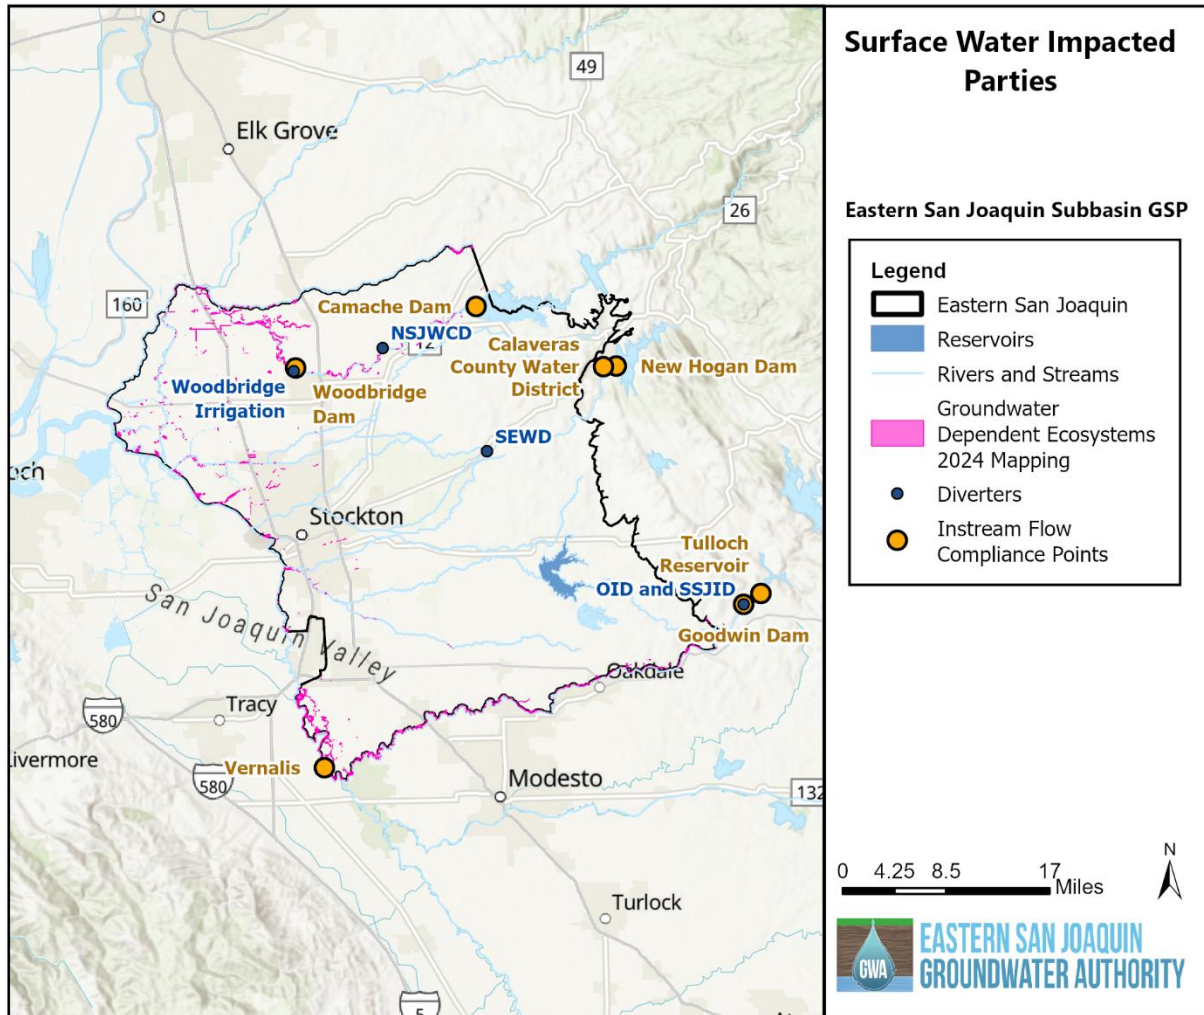 Surface Water Impacted
Parties
Eastern San Joaquin Subbasin GSP
Legend
Eastern San Joaquin
Reservoirs
Rivers and Streams
Groundwater
Dependent Ecosystems
2024 Mapping
Diverters
Instream Flow
Compliance Points
49
Elk Grove
26
160
Camache Dam
NSJWCD
12
Calaveras
County Water
District
New Hogan Dam
Woodbridge
Irrigation
Woodbridge
Dam
SEWD
och
Stockton
Tulloch
Reservoir
OID and SSJID
Goodwin Dam
San Joaquin Valley
Oakdale
Tracy
580
Livermore
Vernalis
580
Modesto
132
Turlock
5
0 4.25 8.5 17
Miles
N
GWA
EASTERN SAN JOAQUIN
GROUNDWATER AUTHORITY